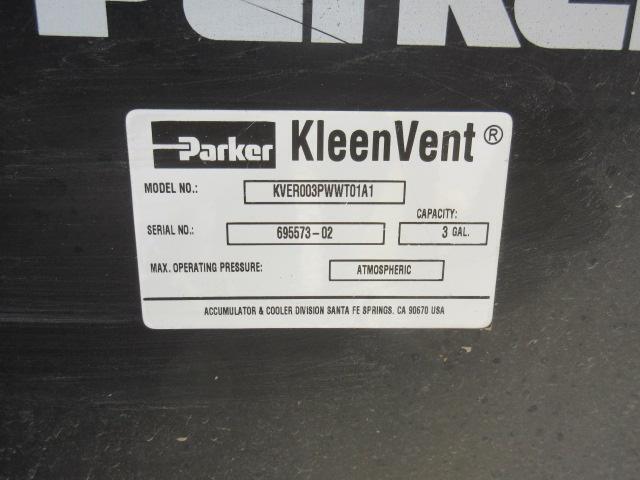 Parker
Parker KleenVent®
MODEL NO.: KVER003PWWT01A1
CAPACITY:
SERIAL NO.: 695573-02 3 GAL.
MAX. OPERATING PRESSURE: ATMOSPHERIC
ACCUMULATOR & COOLER DIVISION SANTA FE SPRINGS. CA 90670 USA